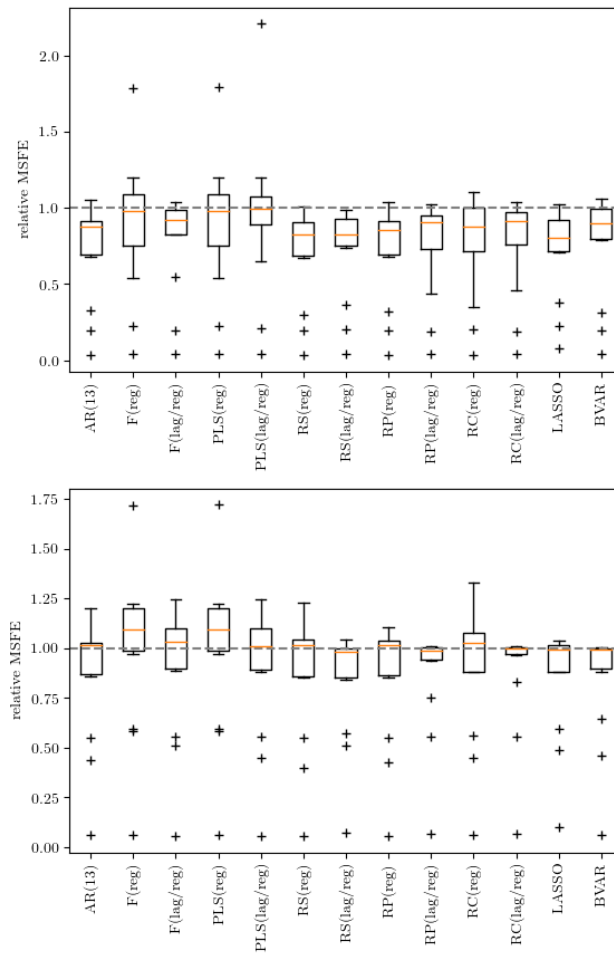 2.0
1.5
1.0
0.5
0.0
relative MSFE
AR(13)
F(reg)
F(lag/reg)
PLS(reg)
PLS(lag/reg)
RS(reg)
RS(lag/reg)
RP(reg)
RP(lag/reg)
RC(reg)
RC(lag/reg)
LASSO
BVAR
1.75
1.50
1.25
1.00
0.75
0.50
0.25
0.00
relative MSFE
AR(13)
F(reg)
F(lag/reg)
PLS(reg)
PLS(lag/reg)
RS(reg)
RS(lag/reg)
RP(reg)
RP(lag/reg)
RC(reg)
RC(lag/reg)
LASSO
BVAR